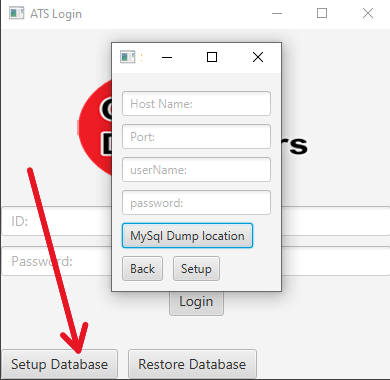 ATS Login
Host Name:
Port:
userName:
password:
MySql Dump location
Back Setup
ID:
Password:
Login
Setup Database Restore Database